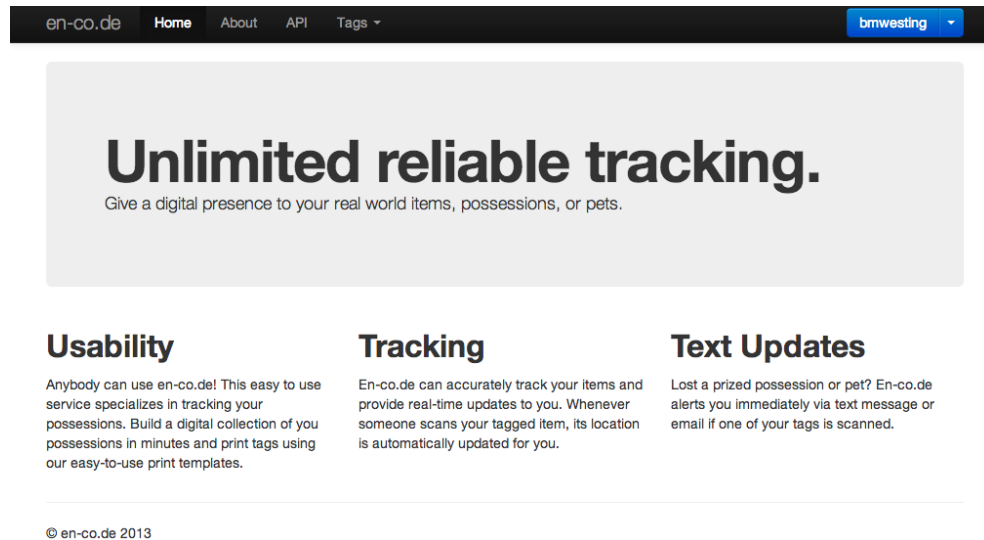 en-co.de Home About API Tags bmwesting
Unlimited reliable tracking.
Give a digital presence to your real world items, possessions, or pets.
Usability
Anybody can use en-co.de! This easy to use
service specializes in tracking your
possessions. Build a digital collection of you
possessions in minutes and print tags using
our easy-to-use print templates.
Tracking
En-co.de can accurately track your items and
provide real-time updates to you. Whenever
someone scans your tagged item, its location
is automatically updated for you.
Text Updates
Lost a prized possession or pet? En-co.de
alerts you immediately via text message or
email if one of your tags is scanned.
© en-co.de 2013